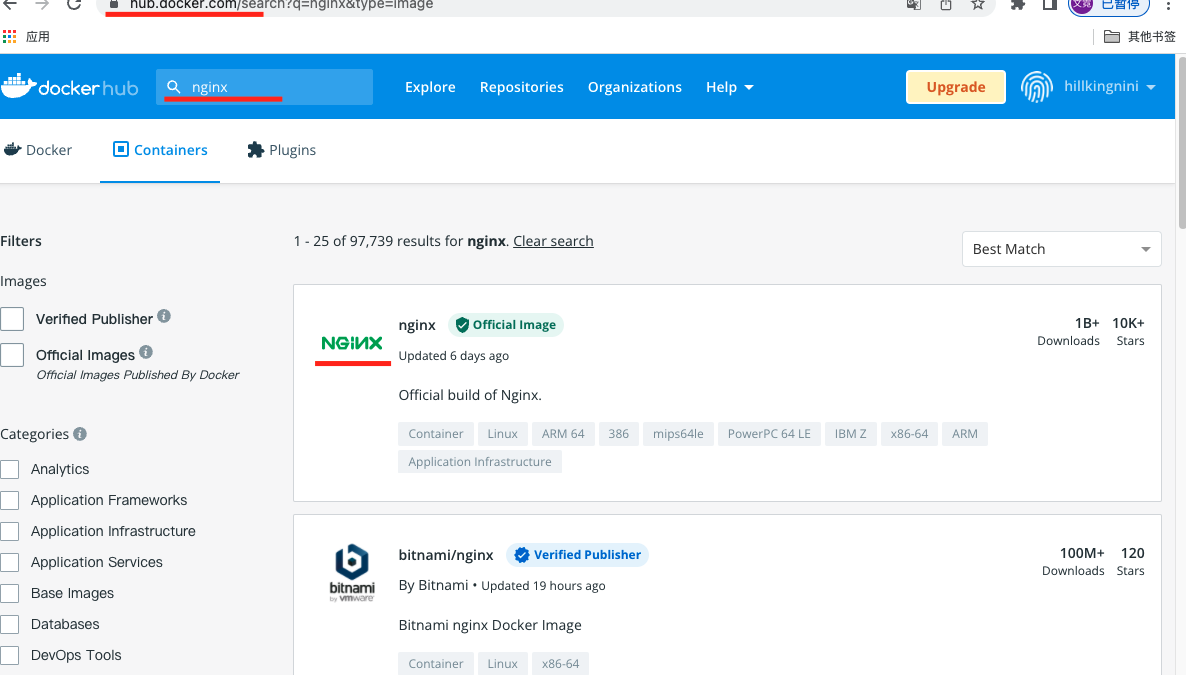 hub.docker.com/search?q=nginx&type=image
文霓 已暂停
应用
其他书签
docker hub
nginx
Explore Repositories Organizations Help
Upgrade
hillkingnini
Docker Containers Plugins
Filters
1 - 25 of 97,739 results for nginx. Clear search
Best Match
Images
Verified Publisher
Official Images
Official Images Published By Docker
Categories
Analytics
Application Frameworks
Application Infrastructure
Application Services
Base Images
Databases
DevOps Tools
NGINX
nginx Official Image
Updated 6 days ago
1B+ 10K+
Downloads Stars
Official build of Nginx.
Container Linux ARM 64 386 mips64le PowerPC 64 LE IBM Z x86-64 ARM
Application Infrastructure
bitnami
by vmware
bitnami/nginx Verified Publisher
By Bitnami • Updated 19 hours ago
100M+ 120
Downloads Stars
Bitnami nginx Docker Image
Container Linux x86-64